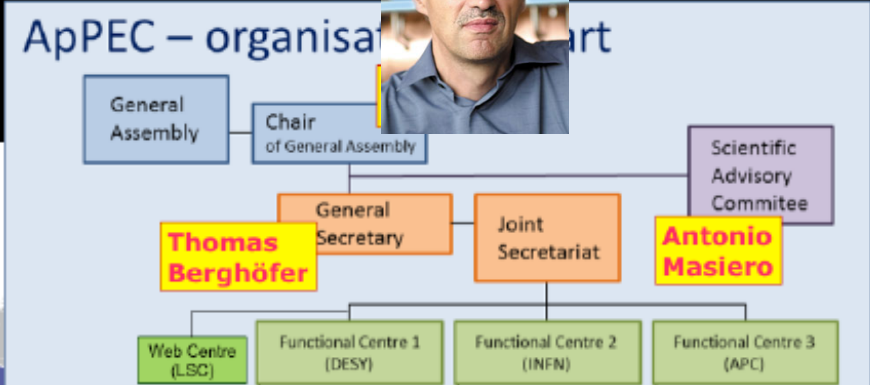 ApPEC – organisa
art
General
Assembly
Chair
of General Assembly
Scientific
Advisory
Commitee
General
Secretary
Joint
Secretariat
Thomas
Berghöfer
Antonio
Masiero
Web Centre
(LSC)
Functional Centre 1
(DESY)
Functional Centre 2
(INFN)
Functional Centre 3
(APC)